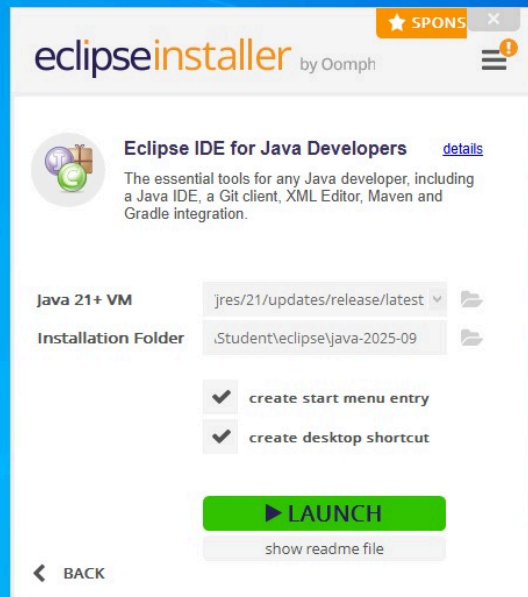 SPONS
eclipseinstaller by Oomph
Eclipse IDE for Java Developers details
The essential tools for any Java developer, including
a Java IDE, a Git client, XML Editor, Maven and
Gradle integration.
Java 21+ VM jres/21/updates/release/latest
Installation Folder .Student\eclipse\java-2025-09
create start menu entry
create desktop shortcut
LAUNCH
show readme file
BACK